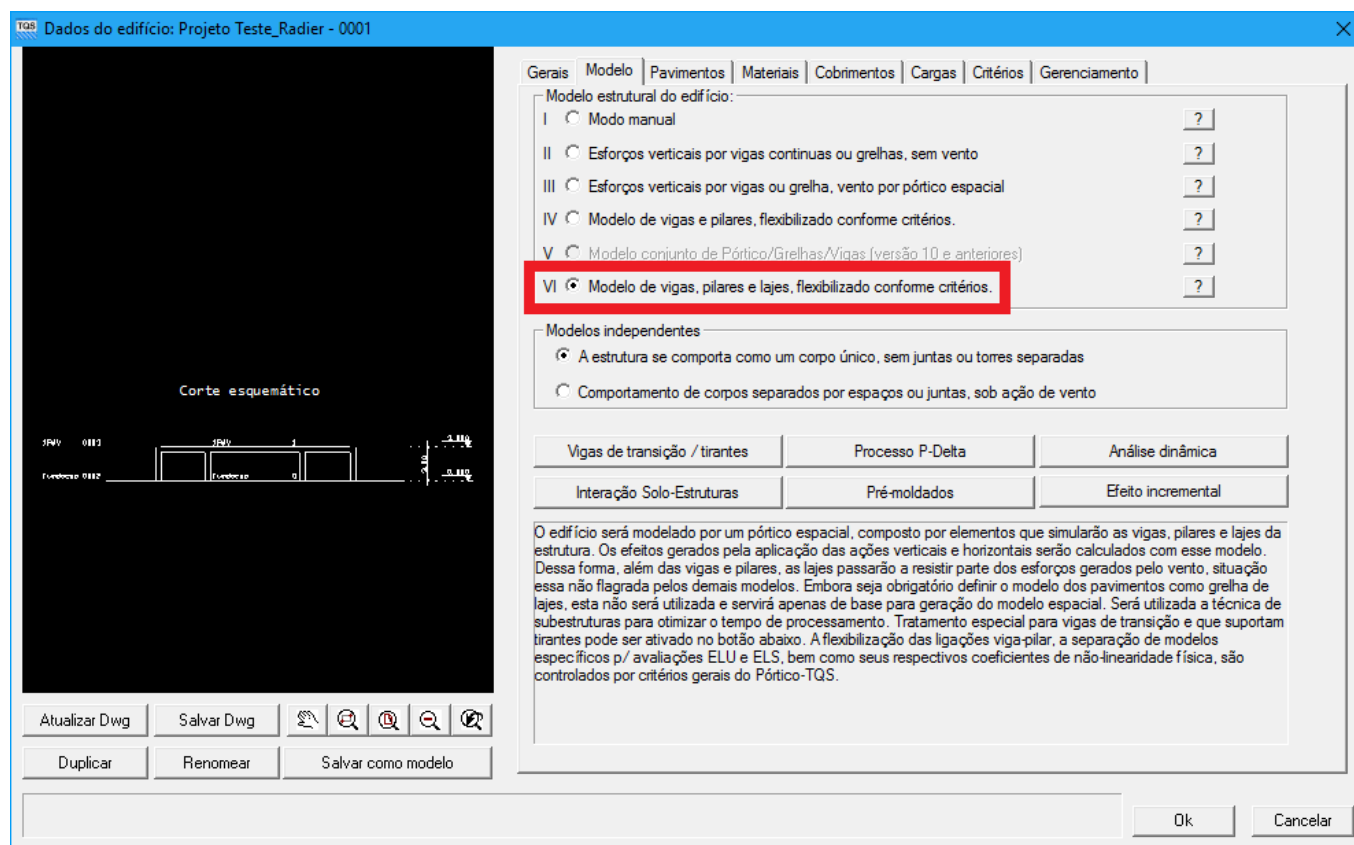 TQS Dados do edifício: Projeto Teste_Radier - 0001
Gerais Modelo Pavimentos Materiais Cobrimentos Cargas Critérios Gerenciamento
Modelo estrutural do edifício:
I Modo manual ?
II Esforços verticais por vigas continuas ou grelhas, sem vento ?
III Esforços verticais por vigas ou grelha, vento por pórtico espacial ?
IV Modelo de vigas e pilares, flexibilizado conforme critérios. ?
V Modelo conjunto de Pórtico/Grelhas/Vigas (versão 10 e anteriores) ?
VI Modelo de vigas, pilares e lajes, flexibilizado conforme critérios. ?
Modelos independentes
A estrutura se comporta como um corpo único, sem juntas ou torres separadas
Comportamento de corpos separados por espaços ou juntas, sob ação de vento
Corte esquemático
Fundacao
Vigas de transição / tirantes Processo P-Delta Análise dinâmica
Interação Solo-Estruturas Pré-moldados Efeito incremental
O edifício será modelado por um pórtico espacial, composto por elementos que simularão as vigas, pilares e lajes da
estrutura. Os efeitos gerados pela aplicação das ações verticais e horizontais serão calculados com esse modelo.
Dessa forma, além das vigas e pilares, as lajes passarão a resistir parte dos esforços gerados pelo vento, situação
essa não flagrada pelos demais modelos. Embora seja obrigatório definir o modelo dos pavimentos como grelha de
lajes, esta não será utilizada e servirá apenas de base para geração do modelo espacial. Será utilizada a técnica de
subestruturas para otimizar o tempo de processamento. Tratamento especial para vigas de transição e que suportam
tirantes pode ser ativado no botão abaixo. A flexibilização das ligações viga-pilar, a separação de modelos
específicos p/ avaliações ELU e ELS, bem como seus respectivos coeficientes de não-linearidade física, são
controlados por critérios gerais do Pórtico-TQS.
Atualizar Dwg Salvar Dwg
Duplicar Renomear Salvar como modelo
Ok Cancelar